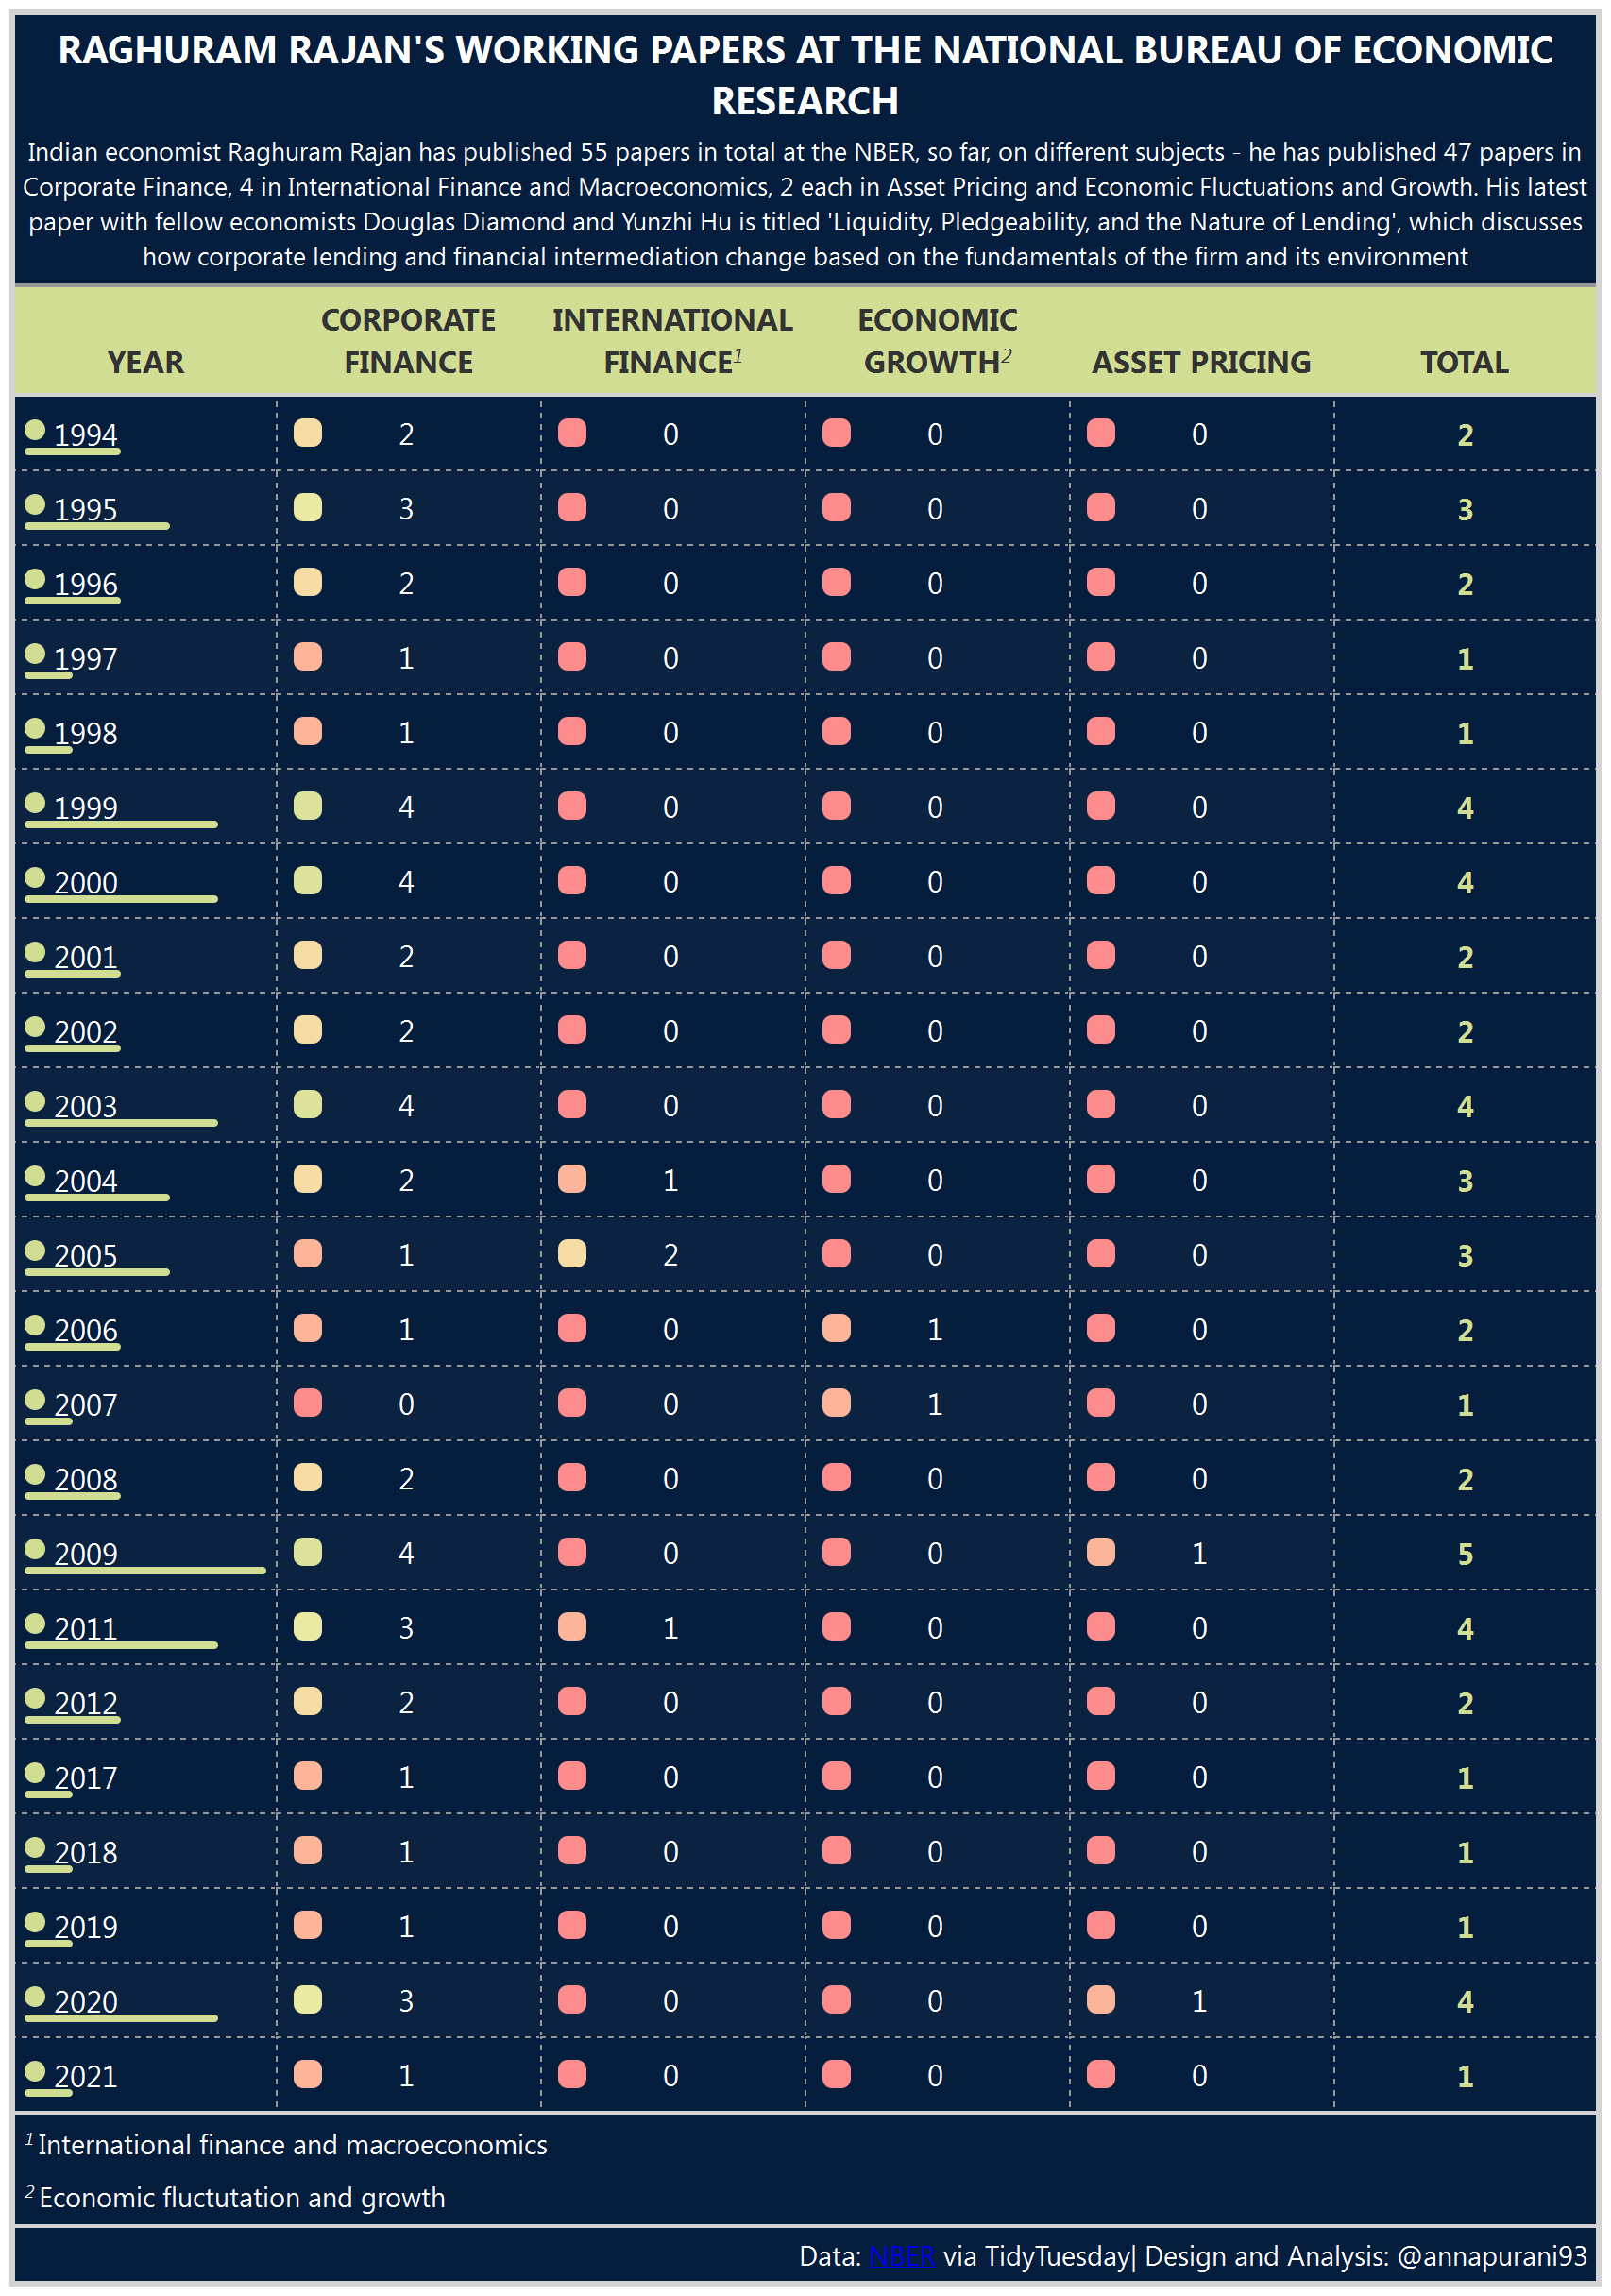 RAGHURAM RAJAN'S WORKING PAPERS AT THE NATIONAL BUREAU OF ECONOMIC
RESEARCH
Indian economist Raghuram Rajan has published 55 papers in total at the NBER, so far, on different subjects - he has published 47 papers in
Corporate Finance, 4 in International Finance and Macroeconomics, 2 each in Asset Pricing and Economic Fluctuations and Growth. His latest
paper with fellow economists Douglas Diamond and Yunzhi Hu is titled 'Liquidity, Pledgeability, and the Nature of Lending', which discusses
how corporate lending and financial intermediation change based on the fundamentals of the firm and its environment
YEAR CORPORATE FINANCE INTERNATIONAL FINANCE1 ECONOMIC GROWTH2 ASSET PRICING TOTAL
1994 2 0 0 0 2
1995 3 0 0 0 3
1996 2 0 0 0 2
1997 1 0 0 0 1
1998 1 0 0 0 1
1999 4 0 0 0 4
2000 4 0 0 0 4
2001 2 0 0 0 2
2002 2 0 0 0 2
2003 4 0 0 0 4
2004 2 1 0 0 3
2005 1 2 0 0 3
2006 1 0 1 0 2
2007 0 0 1 0 1
2008 2 0 0 0 2
2009 4 0 0 1 5
2011 3 1 0 0 4
2012 2 0 0 0 2
2017 1 0 0 0 1
2018 1 0 0 0 1
2019 1 0 0 0 1
2020 3 0 0 1 4
2021 1 0 0 0 1
1 International finance and macroeconomics
2 Economic fluctutation and growth
Data: NBER via TidyTuesday| Design and Analysis: @annapurani93